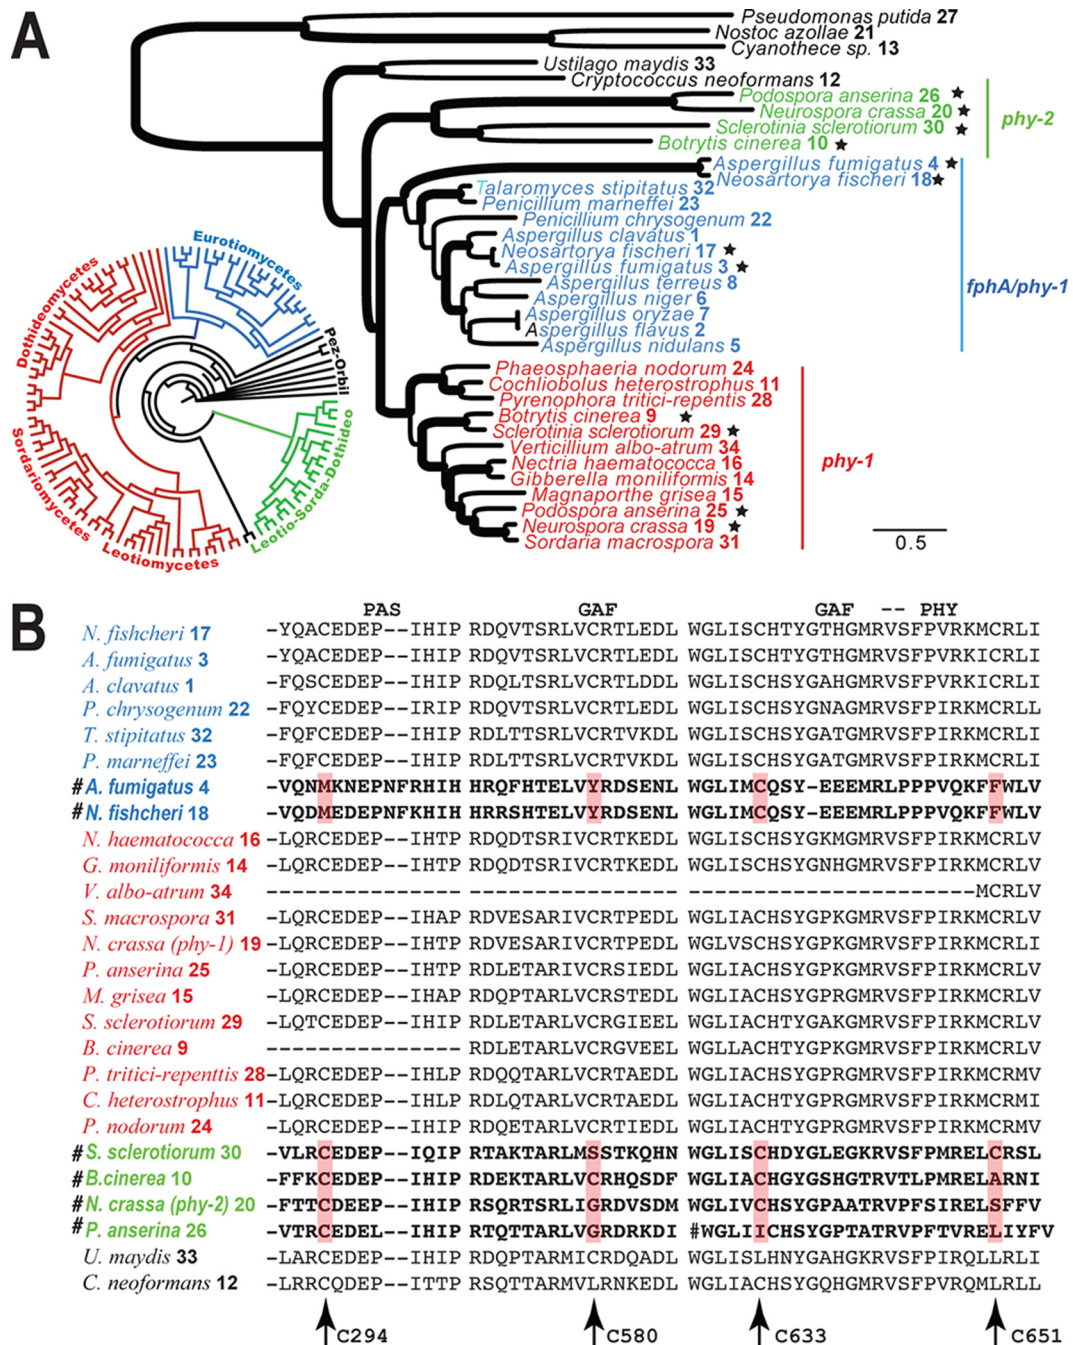 A
Pseudomonas putida 27
Nostoc azollae 21
Cyanothece sp. 13
Ustilago maydis 33
Cryptococcus neoformans 12
Podospora anserina 26 ★
Neurospora crassa 20 ★
Sclerotinia sclerotiorum 30 ★
Botrytis cinerea 10 ★
phy-2
Aspergillus fumigatus 4 ★
Neosartorya fischeri 18 ★
Talaromyces stipitatus 32
Penicillium marneffei 23
Penicillium chrysogenum 22
Aspergillus clavatus 1
Neosartorya fischeri 17 ★
Aspergillus fumigatus 3 ★
Aspergillus terreus 8
Aspergillus niger 6
Aspergillus oryzae 7
Aspergillus flavus 2
Aspergillus nidulans 5
fphA/phy-1
Phaeosphaeria nodorum 24
Cochliobolus heterostrophus 11
Pyrenophora tritici-repentis 28
Botrytis cinerea 9 ★
Sclerotinia sclerotiorum 29 ★
Verticillium albo-atrum 34
Nectria haematococca 16
Gibberella moniliformis 14
Magnaporthe grisea 15
Podospora anserina 25 ★
Neurospora crassa 19 ★
Sordaria macrospora 31
phy-1
0.5
Eurotiomycetes
Dothideomycetes
Pez-Orbil
Sordariomycetes
Leotiomycetes
Leotio-Sorda-Dothideo
B
PAS GAF GAF -- PHY
N. fishcheri 17 -YQACEDEP--IHIP RDQVTSRLVCRTLEDL WGLISCHTYGTHGMRVSFPVRKMCRLI
A. fumigatus 3 -YQACEDEP--IHIP RDQVTSRLVCRTLEDL WGLISCHTYGTHGMRVSFPVRKICRLI
A. clavatus 1 -FQSCEDEP--IHIP RDQLTSRLVCRTLDDL WGLISCHSYGAHGMRVSFPVRKMCRLI
P. chrysogenum 22 -FQYCEDEP--IRIP RDQVTSRLVCRTLEDL WGLISCHSYGNAGMRVSFPVRKMCRLL
T. stipitatus 32 -FQFCEDEP--IHIP RDLTTSRLVCRTVKDL WGLISCHSYGATGMRVSFPVRKMCRLI
P. marneffei 23 -FQFCEDEP--IHIP RDLTTSRLVCRTVKDL WGLISCHSYGATGMRVSFPVRKMCRLI
#A. fumigatus 4 -VQNMKNEPNFRHIH HRQFHTELVYRDSENL WGLIMCQSY-EEEMRLPPPVQKFFWLV
#N. fishcheri 18 -VQDMEDEPNFKHIH HRRSHTELVYRDSENL WGLIMCQSY-EEEMRLPPPVQKFFWLV
N. haematococca 16 -LQRCEDEP--IHTP RDQDTSRIVCRTKEDL WGLISCHSYGKMGMRVSFPIRKMCRLV
G. moniliformis 14 -LQRCEDEP--IHTP RDQDTSRIVCRTKEDL WGLISCHSYGNHGMRVSFPIRKMCRLV
V. albo-atrum 34 --------------- ---------------- ----------------------MCRLV
S. macrospora 31 -LQRCEDEP--IHAP RDVESARIVCRTPEDL WGLIACHSYGPKGMRVSFPIRKMCRLV
N. crassa (phy-1) 19 -LQRCEDEP--IHTP RDVESARIVCRTPEDL WGLVSCHSYGPKGMRVSFPIRKMCRLI
P. anserina 25 -LQRCEDEP--IHTP RDLETARIVCRSIEDL WGLIACHSYGPKGMRVSFPIRKMCRLV
M. grisea 15 -LQRCEDEP--IHAP RDQPTARLVCRSTEDL WGLIACHSYGPKGMRVSFPIRKMCRLV
S. sclerotiorum 29 -LQTCEDEP--IHIP RDLETARLVCRGIEEL WGLIACHTYGAKGMRVSFPIRKMCRLV
B. cinerea 9 --------------- RDLETARLVCRGVEEL WGLLACHTYGPKGMRVSFPIRKMCRLV
P. tritici-repenttis 28 -LQRCEDEP--IHLP RDQQTARLVCRTAEDL WGLIACHSYGPRGMRVSFPIRKMCRMV
C. heterostrophus 11 -LQRCEDEP--IHLP RDLQTARLVCRTAEDL WGLIACHSYGPRGMRVSFPIRKMCRMI
P. nodorum 24 -LQRCEDEP--IHIP RDQETARLVCRTIEDL WGLIACHSYGPRGMRVSFPIRKMCRMV
#S. sclerotiorum 30 -VLRCEDEP--IQIP RTAKTARLMSSTKQHN WGLISCHDYGLEGKRVSFPMRELCRSL
#B.cinerea 10 -FFKCEDEP--IHIP RDEKTARLVCRHQSDF WGLIACHGYGSHGTRVTLPMRELARNI
#N. crassa (phy-2) 20 -FTTCDEEP--IHIP RSQRTSRLIGRDVSDM WGLIVCHSYGPAATRVPFPIRELSFFV
#P. anserina 26 -VTRCEDEL--IHIP RTQTTARLVGRDRKDI #WGLIICHSYGPTATRVPFTVRELIYFV
U. maydis 33 -LARCEDEP--IHIP RDQPTARMICRDQADL WGLISLHNYGAHGKRVSFPIRQLLRLI
C. neoformans 12 -LRRCQDEP--ITTP RSQTTARMVLRNKEDL WGLIACHSYGQHGMRVSFPVRQMLRLL
C294 C580 C633 C651